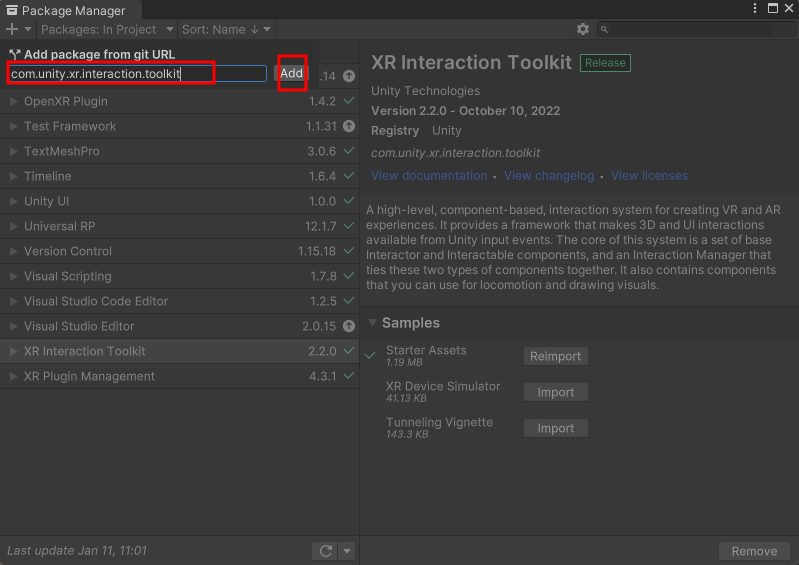 Package Manager
Packages: In Project
Sort: Name ↓
Add package from git URL
com.unity.xr.interaction.toolkit
Add
.14
OpenXR Plugin 1.4.2
Test Framework 1.1.31
TextMeshPro 3.0.6
Timeline 1.6.4
Unity UI 1.0.0
Universal RP 12.1.7
Version Control 1.15.18
Visual Scripting 1.7.8
Visual Studio Code Editor 1.2.5
Visual Studio Editor 2.0.15
XR Interaction Toolkit 2.2.0
XR Plugin Management 4.3.1
Last update Jan 11, 11:01
XR Interaction Toolkit Release
Unity Technologies
Version 2.2.0 - October 10, 2022
Registry Unity
com.unity.xr.interaction.toolkit
View documentation • View changelog • View licenses
A high-level, component-based, interaction system for creating VR and AR
experiences. It provides a framework that makes 3D and UI interactions
available from Unity input events. The core of this system is a set of base
Interactor and Interactable components, and an Interaction Manager that
ties these two types of components together. It also contains components
that you can use for locomotion and drawing visuals.
Samples
Starter Assets
1.19 MB
Reimport
XR Device Simulator
41.13 KB
Import
Tunneling Vignette
143.3 KB
Import
Remove